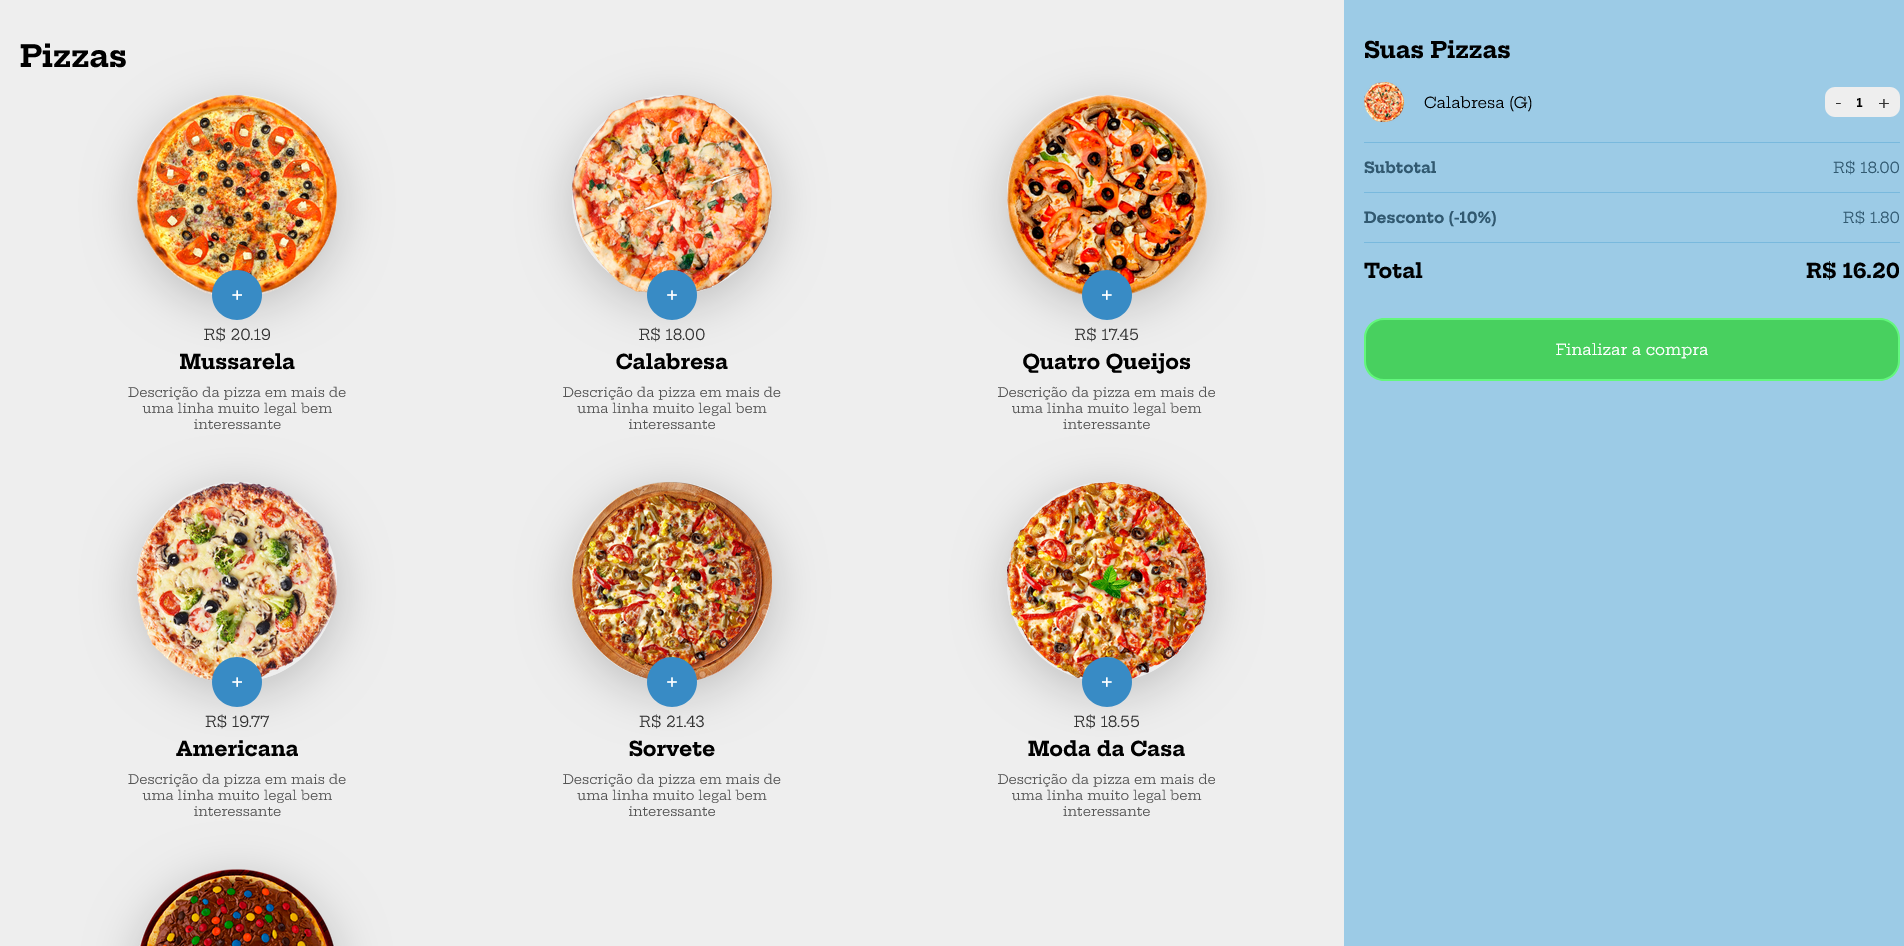 Pizzas
+
R$ 20.19
Mussarela
Descrição da pizza em mais de
uma linha muito legal bem
interessante
+
R$ 18.00
Calabresa
Descrição da pizza em mais de
uma linha muito legal bem
interessante
+
R$ 17.45
Quatro Queijos
Descrição da pizza em mais de
uma linha muito legal bem
interessante
+
R$ 19.77
Americana
Descrição da pizza em mais de
uma linha muito legal bem
interessante
+
R$ 21.43
Sorvete
Descrição da pizza em mais de
uma linha muito legal bem
interessante
+
R$ 18.55
Moda da Casa
Descrição da pizza em mais de
uma linha muito legal bem
interessante
Suas Pizzas
Calabresa (G) - 1 +
Subtotal R$ 18.00
Desconto (-10%) R$ 1.80
Total R$ 16.20
Finalizar a compra